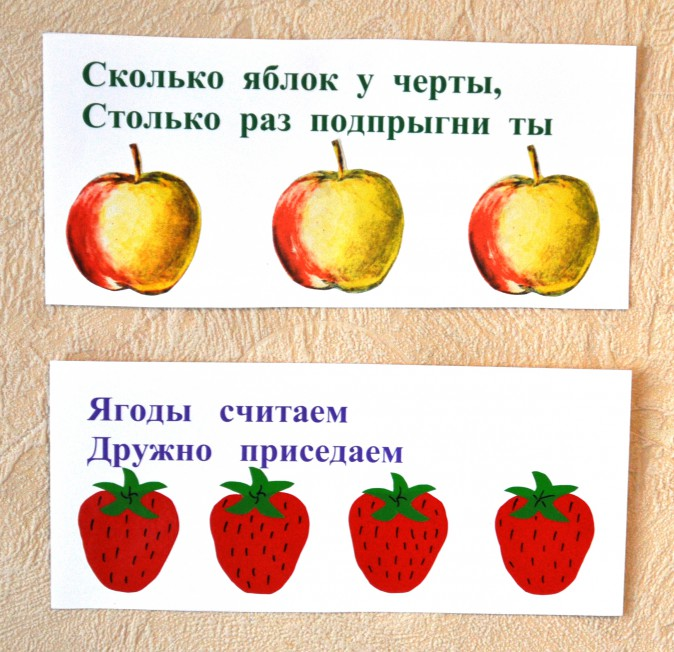 Сколько яблок у черты,
Столько раз подпрыгни ты
Ягоды считаем
Дружно приседаем